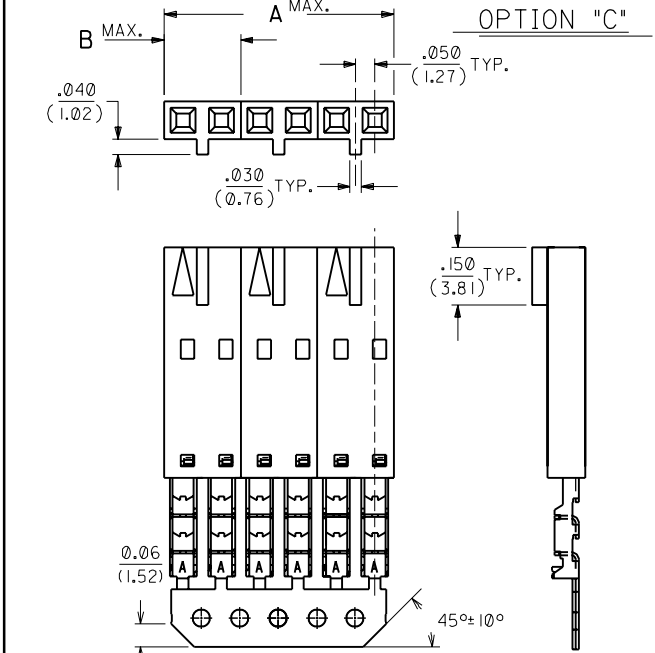 A MAX.
OPTION "C"
B MAX.
.050
(1.27) TYP.
.040
(1.02)
.030
(0.76) TYP.
.150
(3.81) TYP.
0.06
(1.52)
A A A A A A
45°±10°